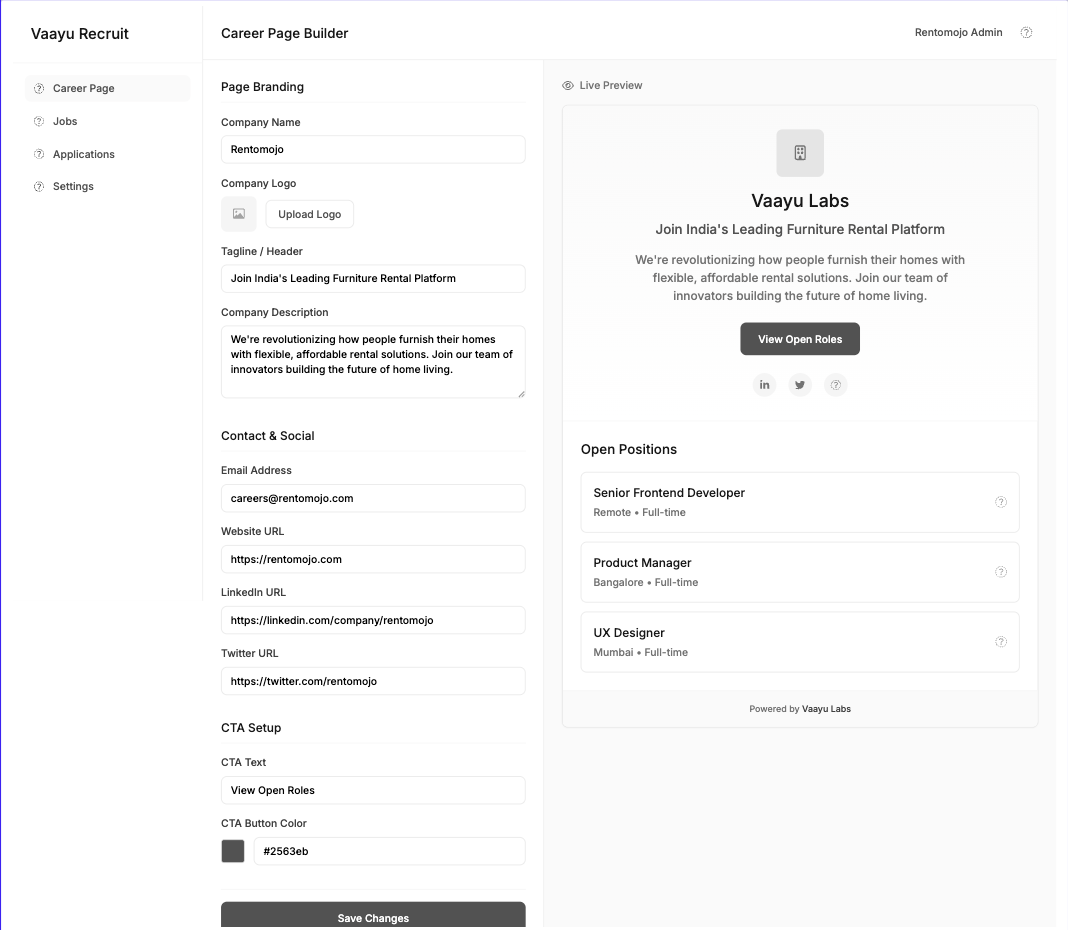 Vaayu Recruit
Career Page
Jobs
Applications
Settings
Career Page Builder
Rentomojo Admin
Page Branding
Company Name
Rentomojo
Company Logo
Upload Logo
Tagline / Header
Join India's Leading Furniture Rental Platform
Company Description
We're revolutionizing how people furnish their homes
with flexible, affordable rental solutions. Join our team of
innovators building the future of home living.
Contact & Social
Email Address
careers@rentomojo.com
Website URL
https://rentomojo.com
LinkedIn URL
https://linkedin.com/company/rentomojo
Twitter URL
https://twitter.com/rentomojo
CTA Setup
CTA Text
View Open Roles
CTA Button Color
#2563eb
Save Changes
Live Preview
Vaayu Labs
Join India's Leading Furniture Rental Platform
We're revolutionizing how people furnish their homes with
flexible, affordable rental solutions. Join our team of
innovators building the future of home living.
View Open Roles
in
Open Positions
Senior Frontend Developer
Remote • Full-time
Product Manager
Bangalore • Full-time
UX Designer
Mumbai • Full-time
Powered by Vaayu Labs